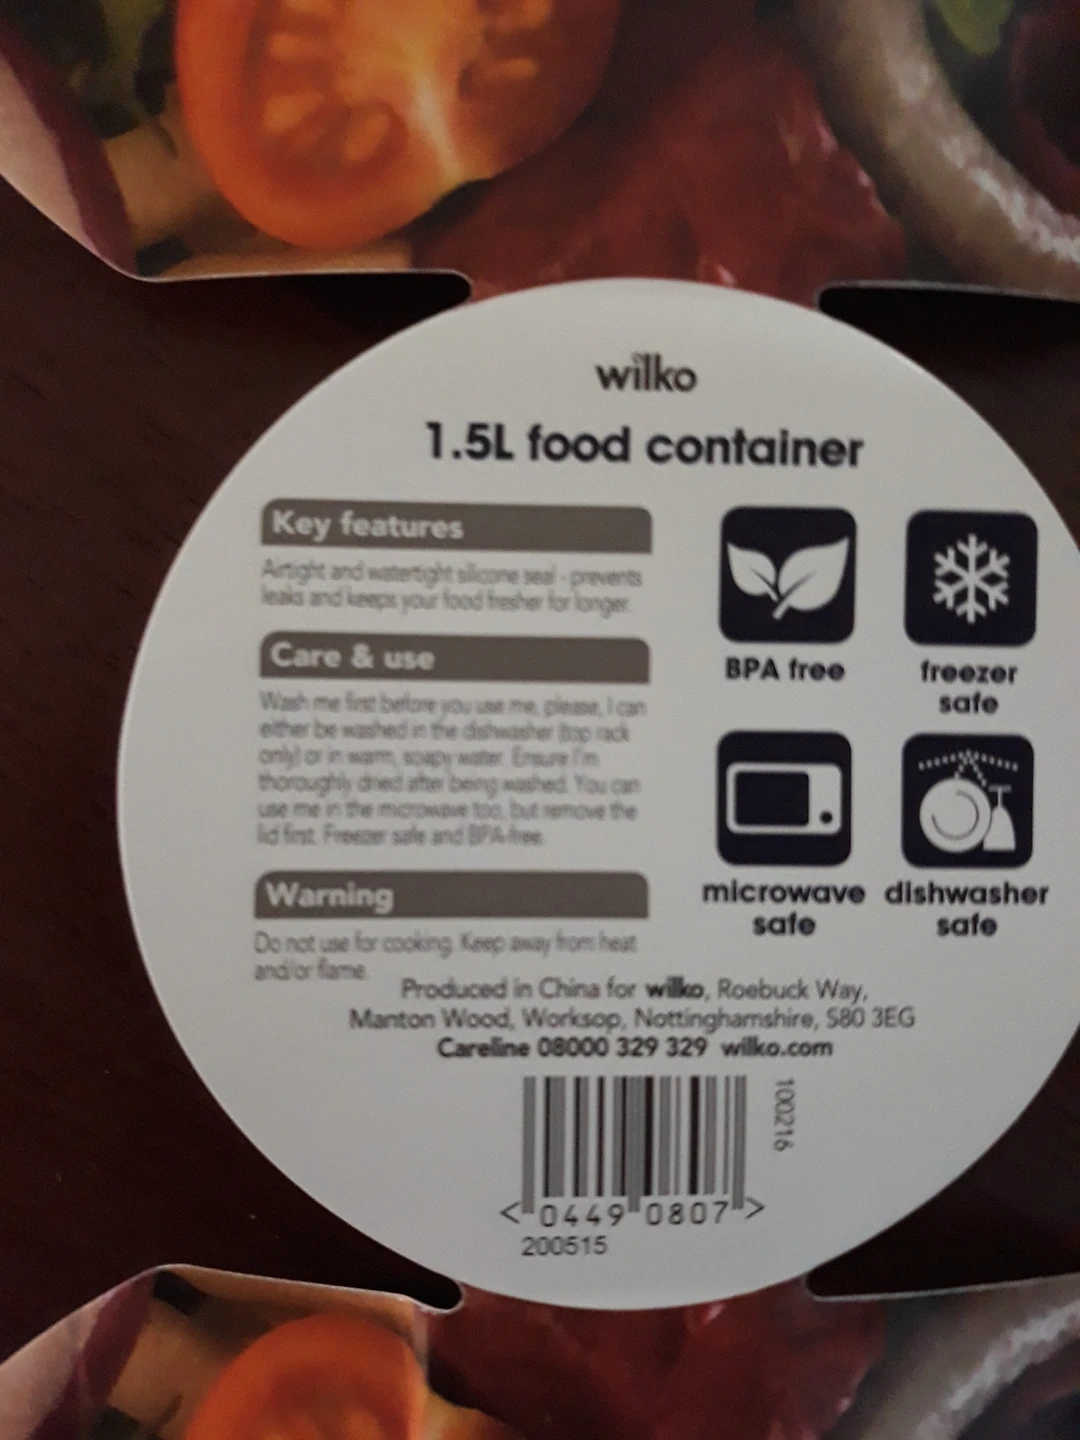 wilko
1.5L food container
Key features
Airtight and watertight silicone seal - prevents
leaks and keeps your food fresher for longer.
Care & use
Wash me first before you use me, please, I can
either be washed in the dishwasher (top rack
only) or in warm, soapy water. Ensure I'm
thoroughly dried after being washed. You can
use me in the microwave too, but remove the
lid first. Freezer safe and BPA-free.
Warning
Do not use for cooking. Keep away from heat
and/or flame.
BPA free
freezer
safe
microwave
safe
dishwasher
safe
Produced in China for wilko, Roebuck Way,
Manton Wood, Worksop, Nottinghamshire, S80 3EG
Careline 08000 329 329 wilko.com
100216
< 0449 0807 >
200515